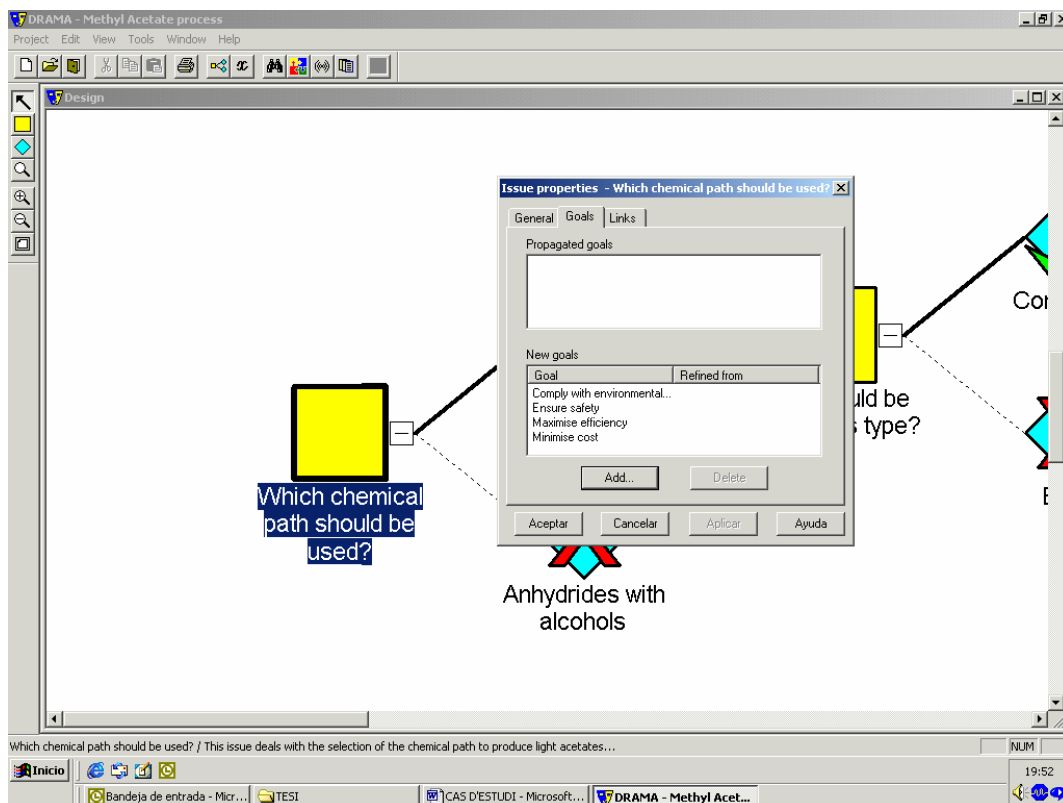 DRAMA - Methyl Acetate process
Project Edit View Tools Window Help
Design
Issue properties - Which chemical path should be used?
General Goals Links
Propagated goals
New goals
Goal Refined from
Comply with environmental...
Ensure safety
Maximise efficiency
Minimise cost
Add... Delete
Aceptar Cancelar Aplicar Ayuda
Which chemical
path should be
used?
Anhydrides with
alcohols
uld be
s type?
Cor
E
Which chemical path should be used? / This issue deals with the selection of the chemical path to produce light acetates...
NUM
Inicio
19:52
Bandeja de entrada - Micr... TESI CAS D'ESTUDI - Microsoft... DRAMA - Methyl Acet...